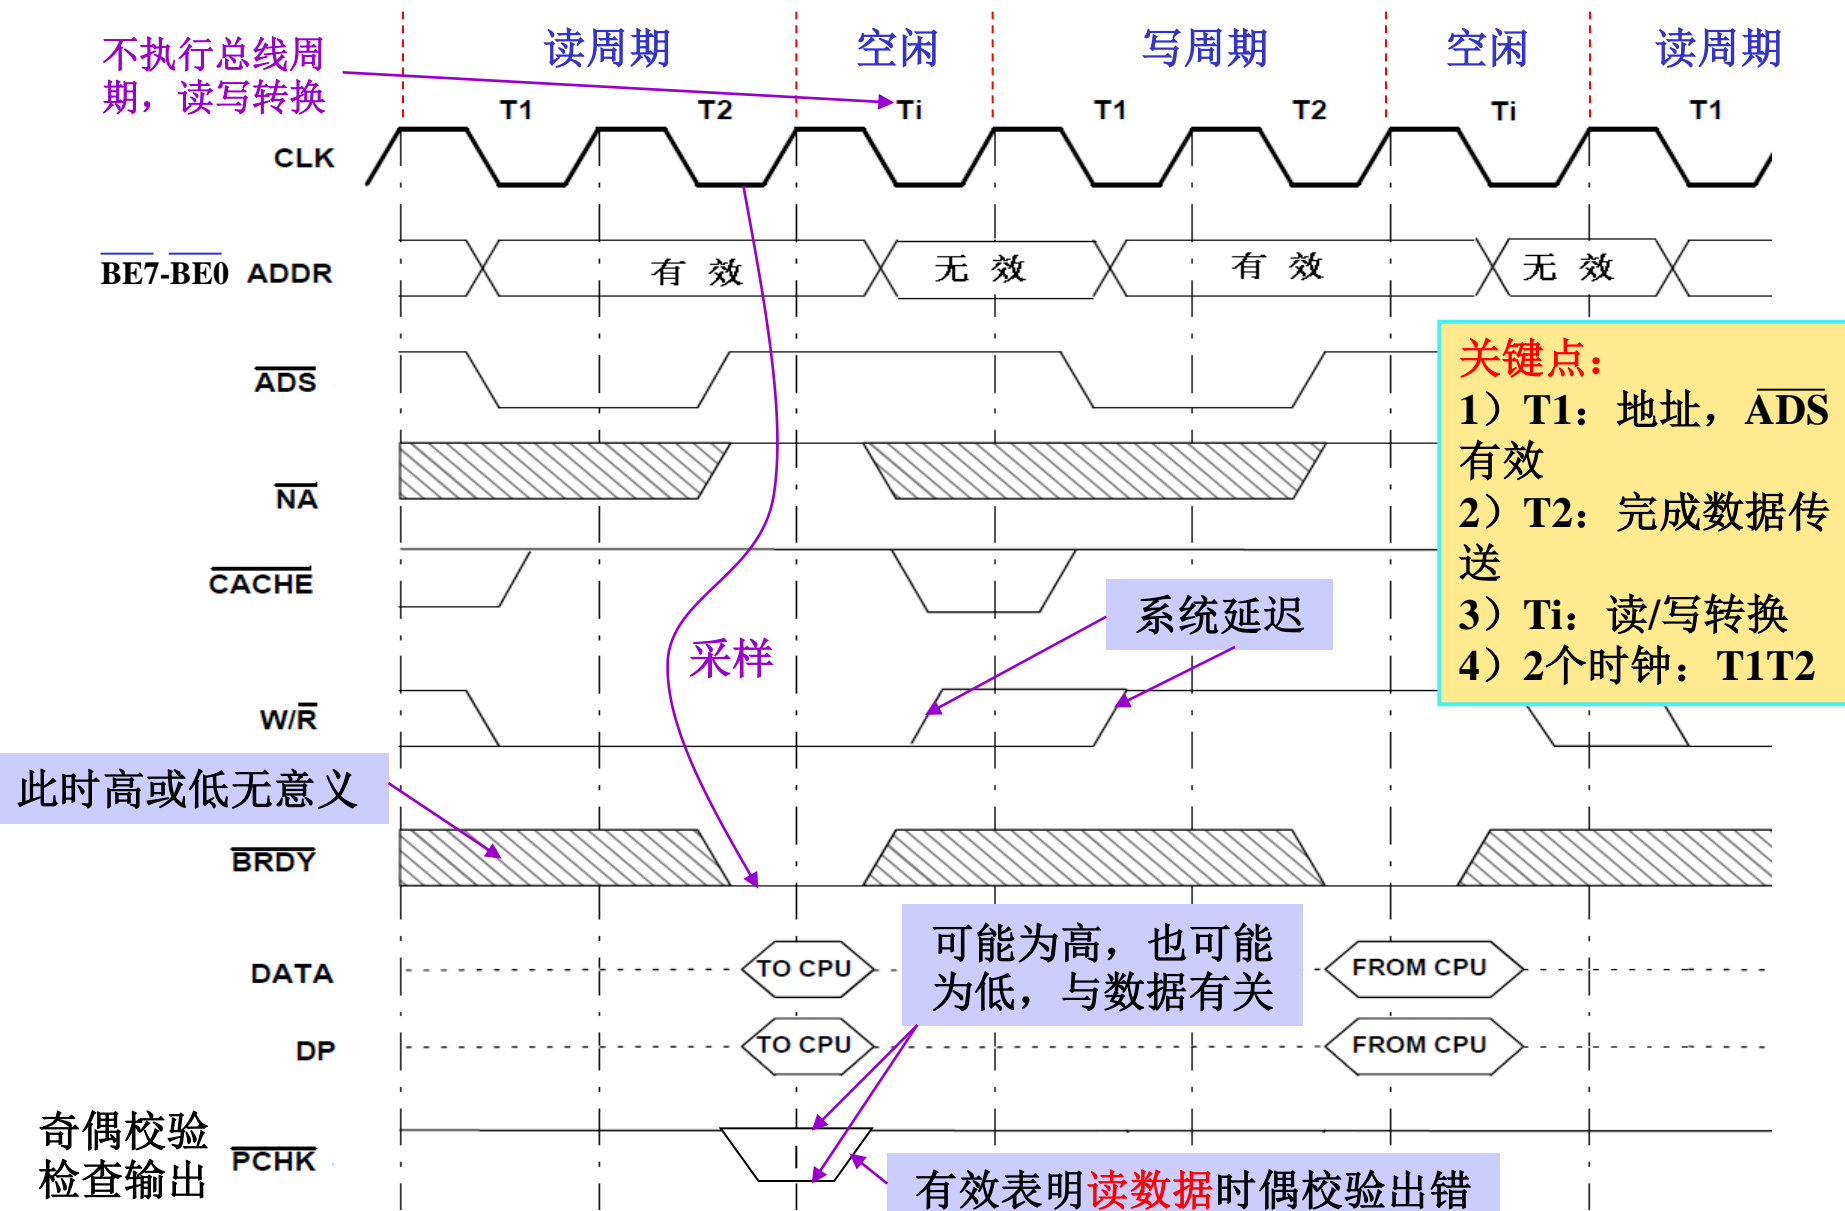 不执行总线周
期，读写转换
读周期
空闲
写周期
空闲
读周期
T1
T2
Ti
T1
T2
Ti
T1
CLK
BE7-BE0 ADDR
有 效
无 效
有 效
无 效
ADS
关键点：
1）T1：地址，ADS
有效
2）T2：完成数据传
送
3）Ti：读/写转换
4）2个时钟：T1T2
NA
CACHE
系统延迟
采样
W/R
此时高或低无意义
BRDY
可能为高，也可能
为低，与数据有关
DATA
TO CPU
FROM CPU
DP
TO CPU
FROM CPU
奇偶校验
检查输出
PCHK
有效表明读数据时偶校验出错